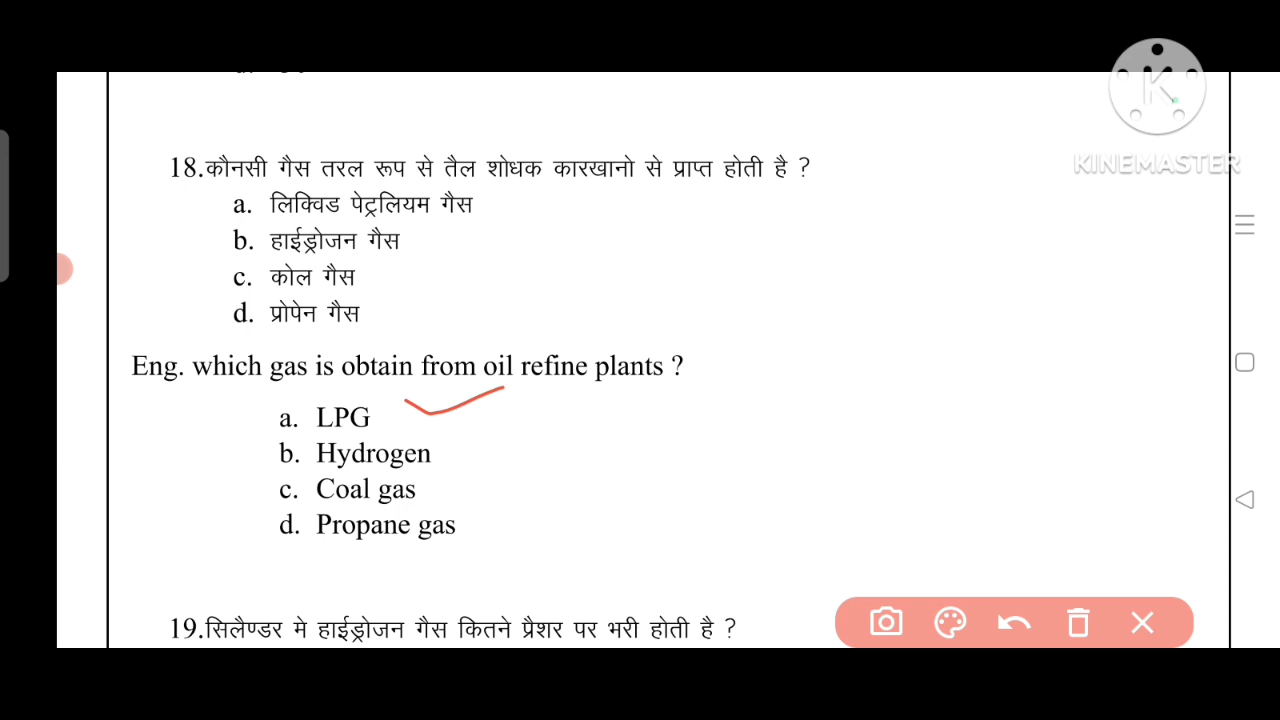 KINEMASTER
18.कौनसी गैस तरल रूप से तैल शोधक कारखानो से प्राप्त होती है ?
a. लिक्विड पेट्रलियम गैस
b. हाईड्रोजन गैस
c. कोल गैस
d. प्रोपेन गैस
Eng. which gas is obtain from oil refine plants ?
a. LPG
b. Hydrogen
c. Coal gas
d. Propane gas
19.सिलैण्डर मे हाईड्रोजन गैस कितने प्रैशर पर भरी होती है ?